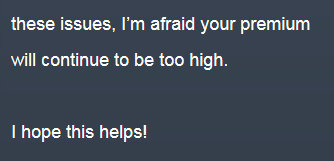 these issues, I'm afraid your premium
will continue to be too high.
I hope this helps!